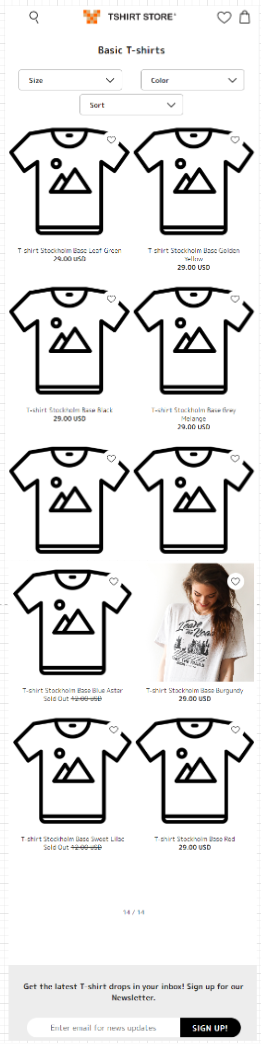 TSHIRT STORE
Basic T-shirts
Size
Color
Sort
T-shirt Stockholm Base Leaf Green
29.00 USD
T-shirt Stockholm Base Golden
Yellow
29.00 USD
T-shirt Stockholm Base Black
29.00 USD
T-shirt Stockholm Base Grey
Melange
29.00 USD
T-shirt Stockholm Base Blue Aster
Sold Out 12.00 USD
T-shirt Stockholm Base Burgundy
29.00 USD
T-shirt Stockholm Base Sweet Lilac
Sold Out 12.00 USD
T-shirt Stockholm Base Red
29.00 USD
14 / 14
Get the latest T-shirt drops in your inbox! Sign up for our
Newsletter.
Enter email for news updates
SIGN UP!